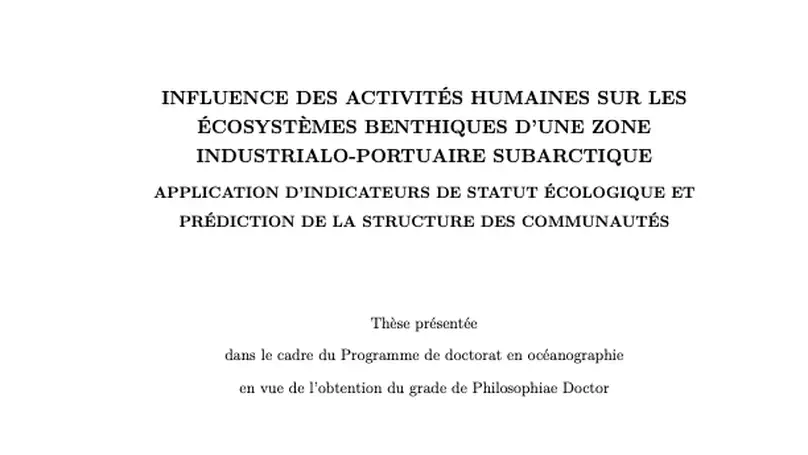 INFLUENCE DES ACTIVITÉS HUMAINES SUR LES
ÉCOSYSTÈMES BENTHIQUES D'UNE ZONE
INDUSTRIALO-PORTUAIRE SUBARCTIQUE
APPLICATION D'INDICATEURS DE STATUT ÉCOLOGIQUE ET
PRÉDICTION DE LA STRUCTURE DES COMMUNAUTÉS
Thèse présentée
dans le cadre du Programme de doctorat en océanographie
en vue de l'obtention du grade de Philosophiae Doctor